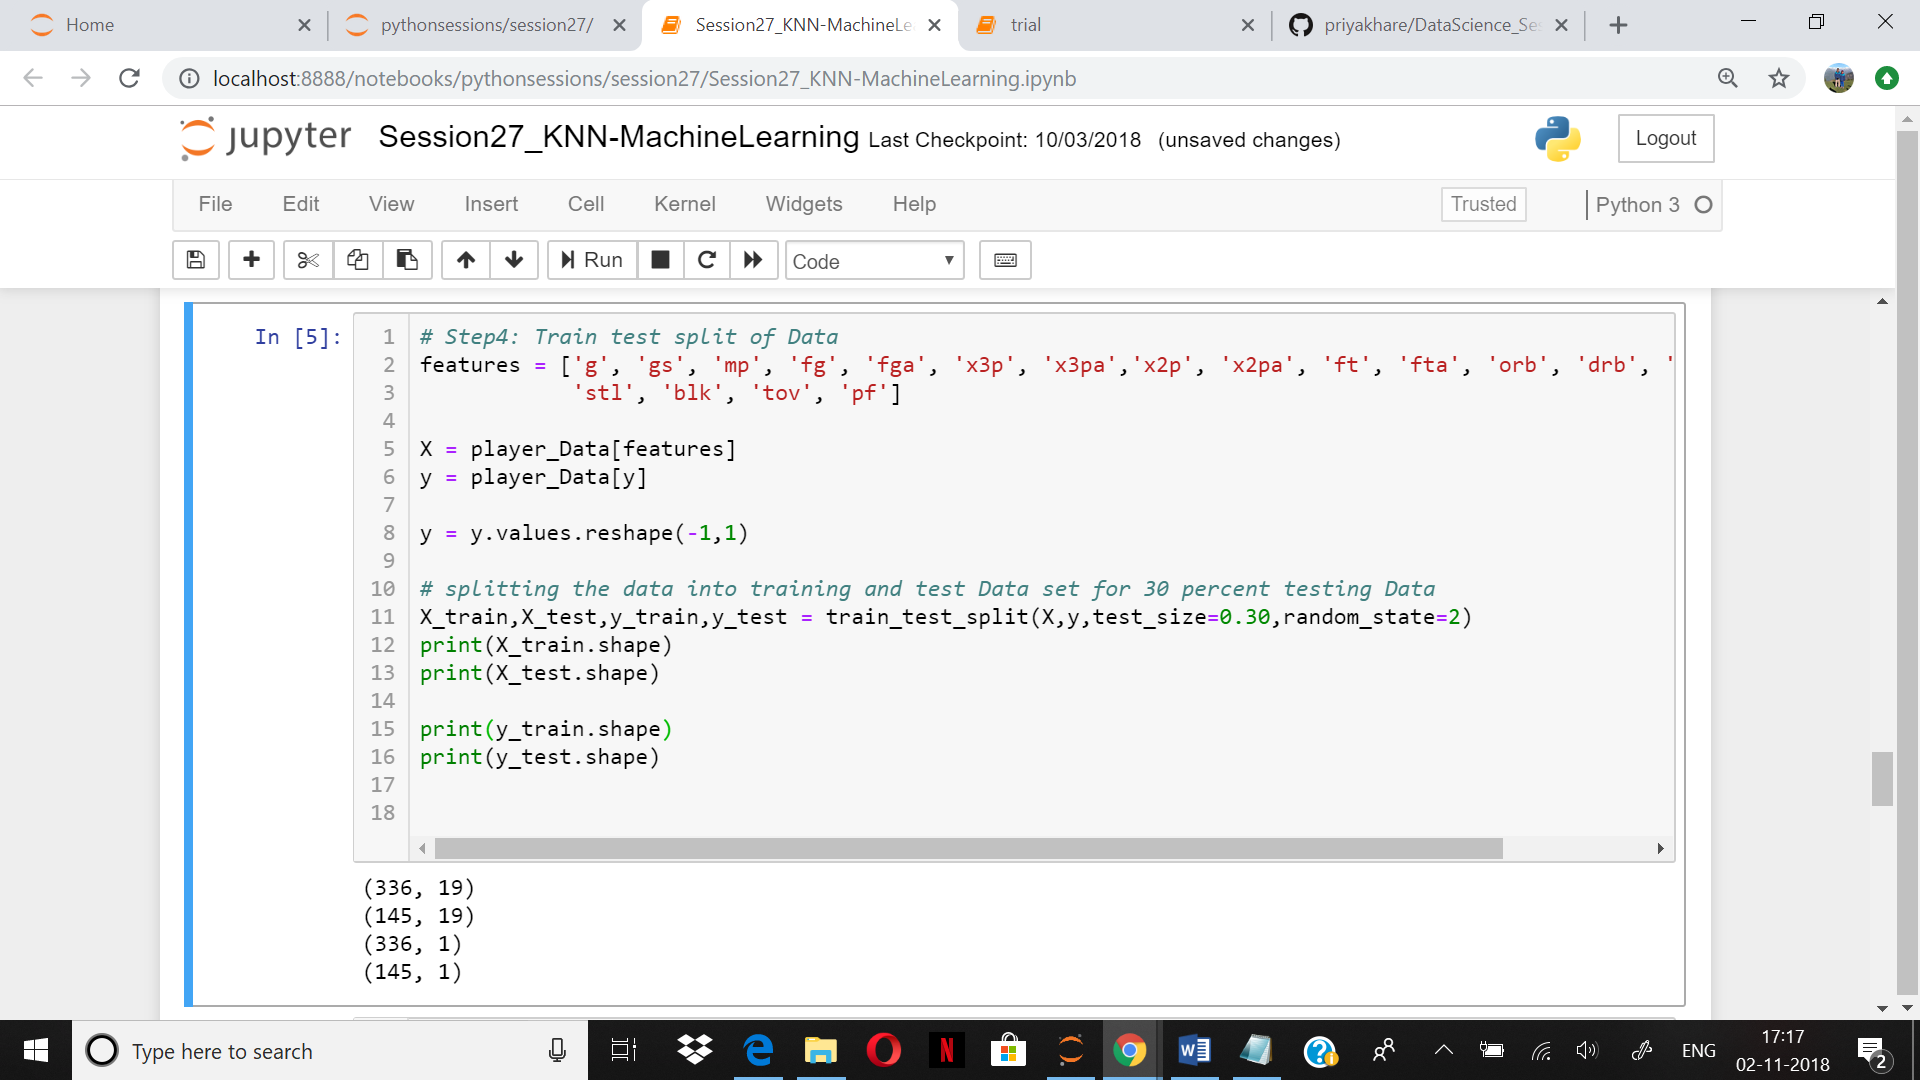 Home
pythonsessions/session27/
Session27_KNN-MachineLe
trial
priyakhare/DataScience_Se
localhost:8888/notebooks/pythonsessions/session27/Session27_KNN-MachineLearning.ipynb
jupyter Session27_KNN-MachineLearning Last Checkpoint: 10/03/2018 (unsaved changes)
Logout
File Edit View Insert Cell Kernel Widgets Help
Trusted
Python 3
Run
Code
In [5]:
1 # Step4: Train test split of Data
2 features = ['g', 'gs', 'mp', 'fg', 'fga', 'x3p', 'x3pa','x2p', 'x2pa', 'ft', 'fta', 'orb', 'drb', '
3 'stl', 'blk', 'tov', 'pf']
4
5 X = player_Data[features]
6 y = player_Data[y]
7
8 y = y.values.reshape(-1,1)
9
10 # splitting the data into training and test Data set for 30 percent testing Data
11 X_train,X_test,y_train,y_test = train_test_split(X,y,test_size=0.30,random_state=2)
12 print(X_train.shape)
13 print(X_test.shape)
14
15 print(y_train.shape)
16 print(y_test.shape)
17
18
(336, 19)
(145, 19)
(336, 1)
(145, 1)
Type here to search
N
W
ENG
17:17
02-11-2018
2